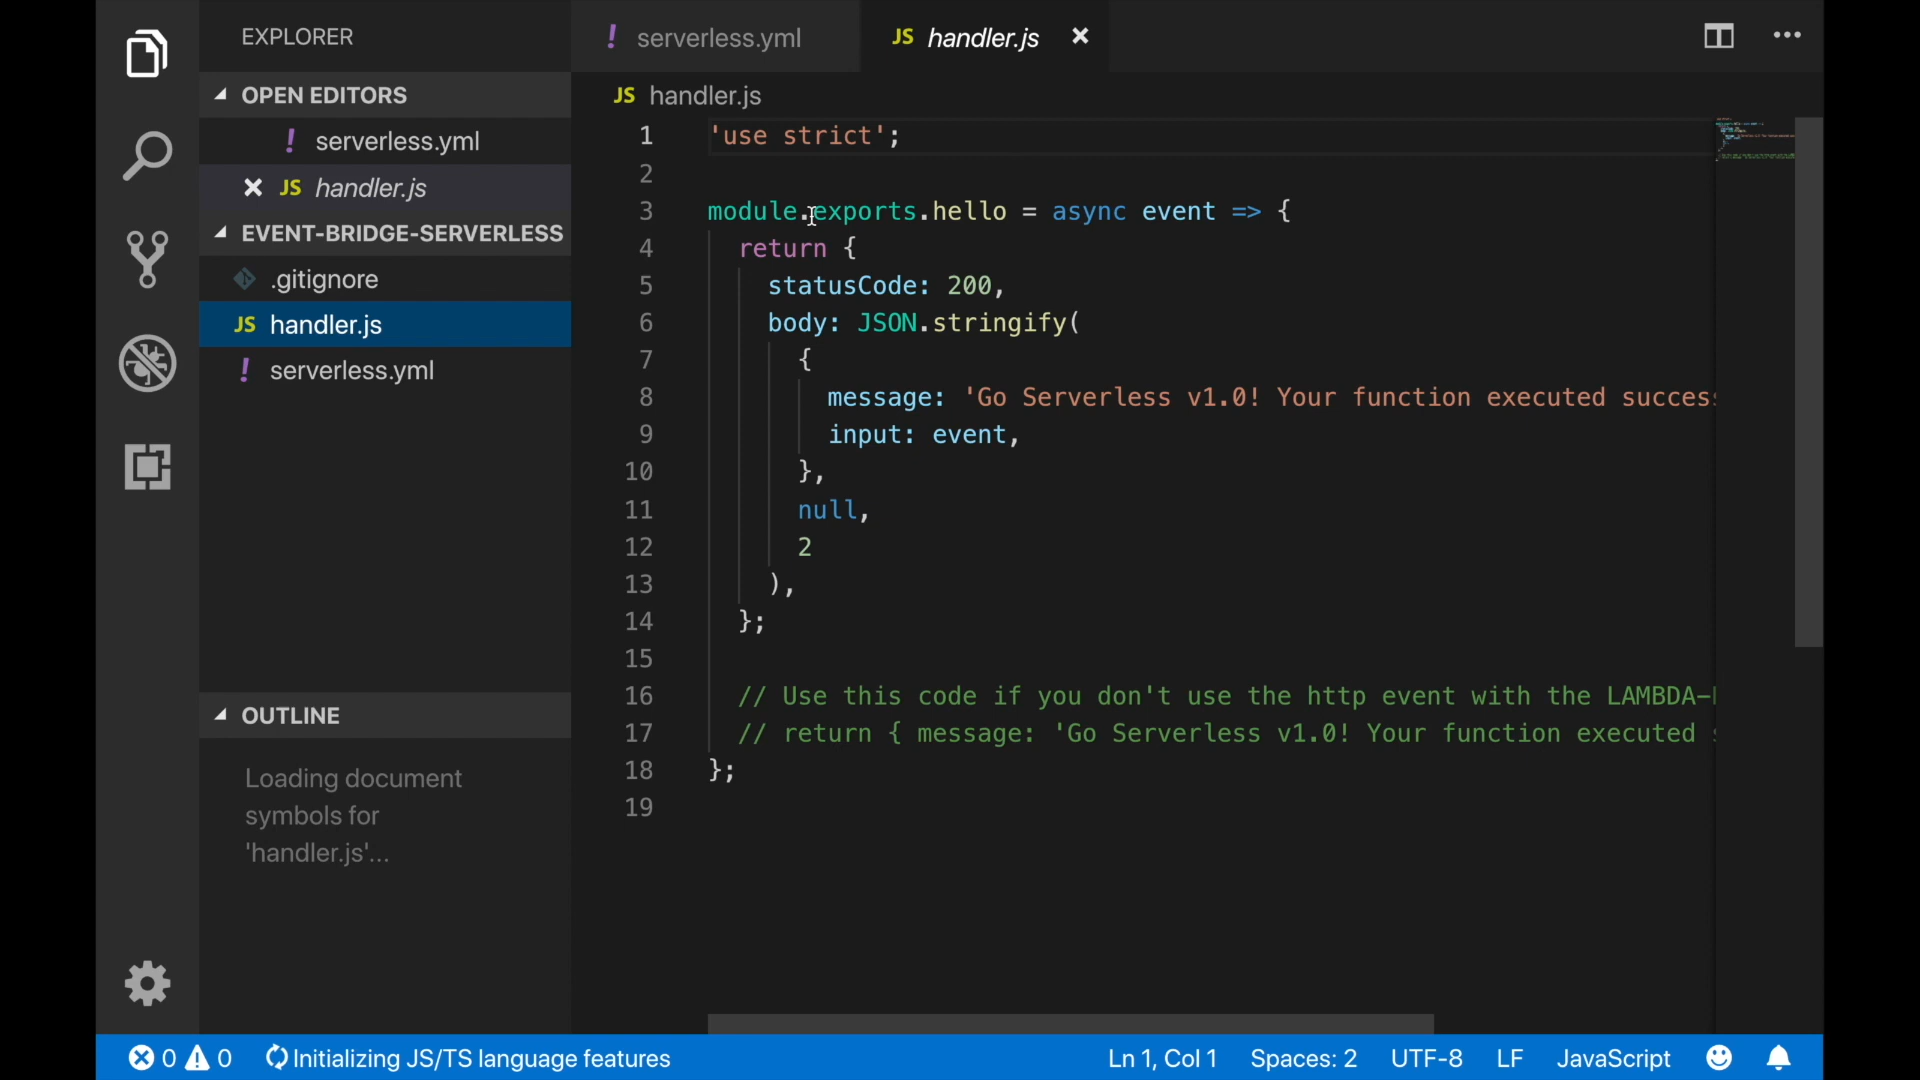 EXPLORER
OPEN EDITORS
! serverless.yml
JS handler.js
EVENT-BRIDGE-SERVERLESS
.gitignore
JS handler.js
! serverless.yml
OUTLINE
Loading document
symbols for
'handler.js'...
! serverless.yml
JS handler.js
JS handler.js
1 'use strict';
2
3 module.exports.hello = async event => {
4 return {
5 statusCode: 200,
6 body: JSON.stringify(
7 {
8 message: 'Go Serverless v1.0! Your function executed
9 input: event,
10 },
11 null,
12 2
13 ),
14 };
15
16 // Use this code if you don't use the http event with the LAMBDA-
17 // return { message: 'Go Serverless v1.0! Your function executed
18 };
19
0 0 Initializing JS/TS language features
Ln 1, Col 1 Spaces: 2 UTF-8 LF JavaScript